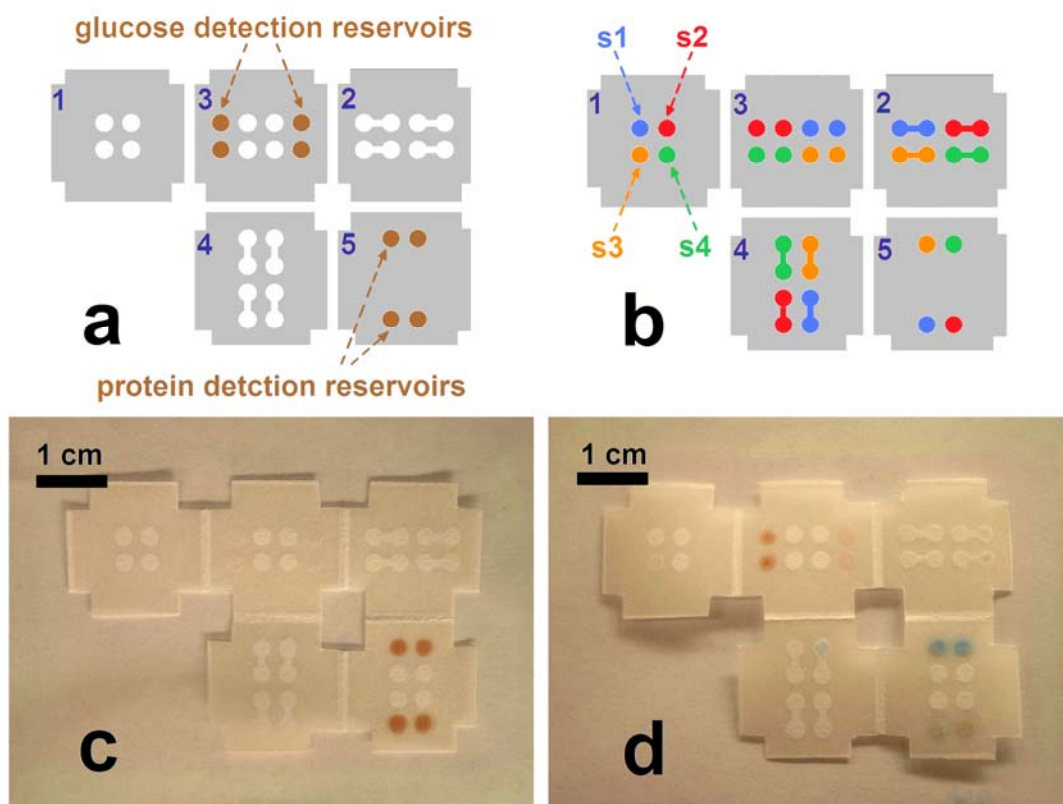 glucose detection reservoirs
1
3
2
4
5
a
protein detction reservoirs
s1
s2
1
3
2
s3
s4
4
5
b
1 cm
c
1 cm
d